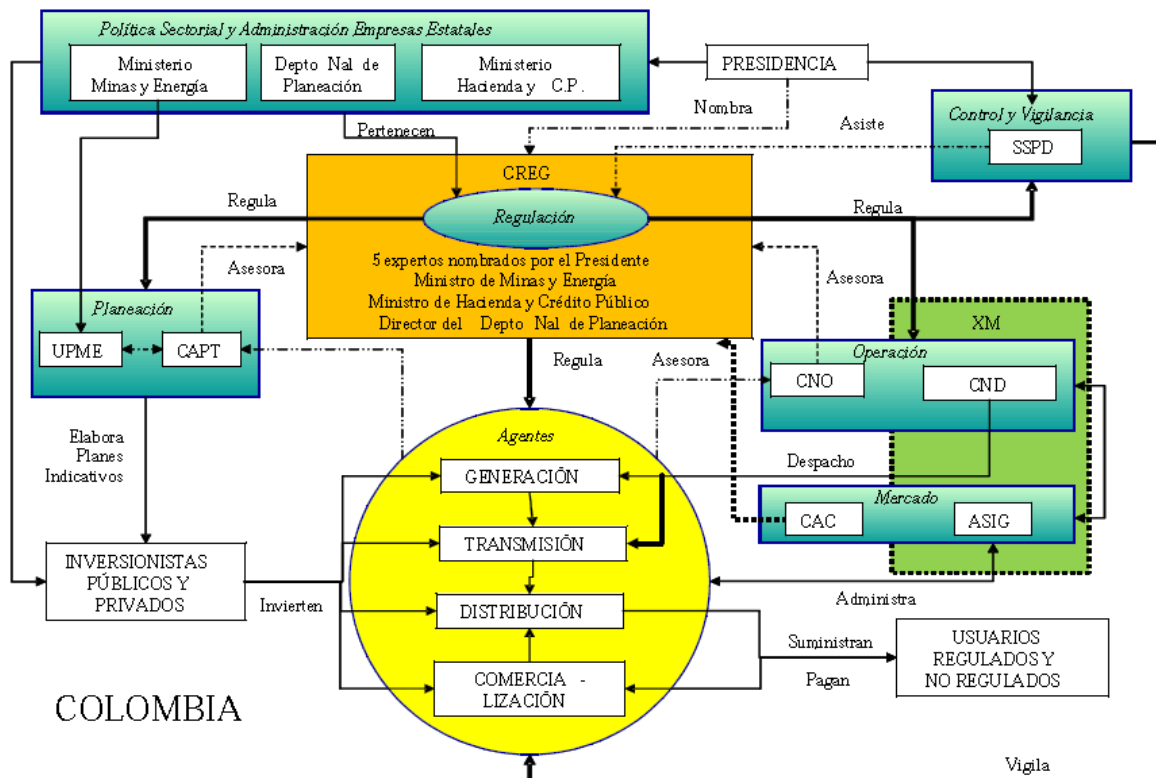 Política Sectorial y Administración Empresas Estatales
Ministerio
Minas y Energía
Depto Nal de
Planeación
Ministerio
Hacienda y C.P.
PRESIDENCIA
Nombra
Control y Vigilancia
SSPD
Asiste
Pertenecen
CREG
Regulación
Regula
Regula
5 expertos nombrados por el Presidente
Ministro de Minas y Energía
Ministro de Hacienda y Crédito Público
Director del Depto Nal de Planeación
Asesora
Asesora
Planeación
UPME
CAPT
XM
Operación
CNO
CND
Regula
Asesora
Elabora
Planes
Indicativos
Agentes
GENERACIÓN
Despacho
Mercado
CAC
ASIG
TRANSMISIÓN
INVERSIONISTAS
PÚBLICOS Y
PRIVADOS
Invierten
DISTRIBUCIÓN
Administra
Suministran
Pagan
USUARIOS
REGULADOS Y
NO REGULADOS
COMERCIA -
LIZACIÓN
COLOMBIA
Vigila